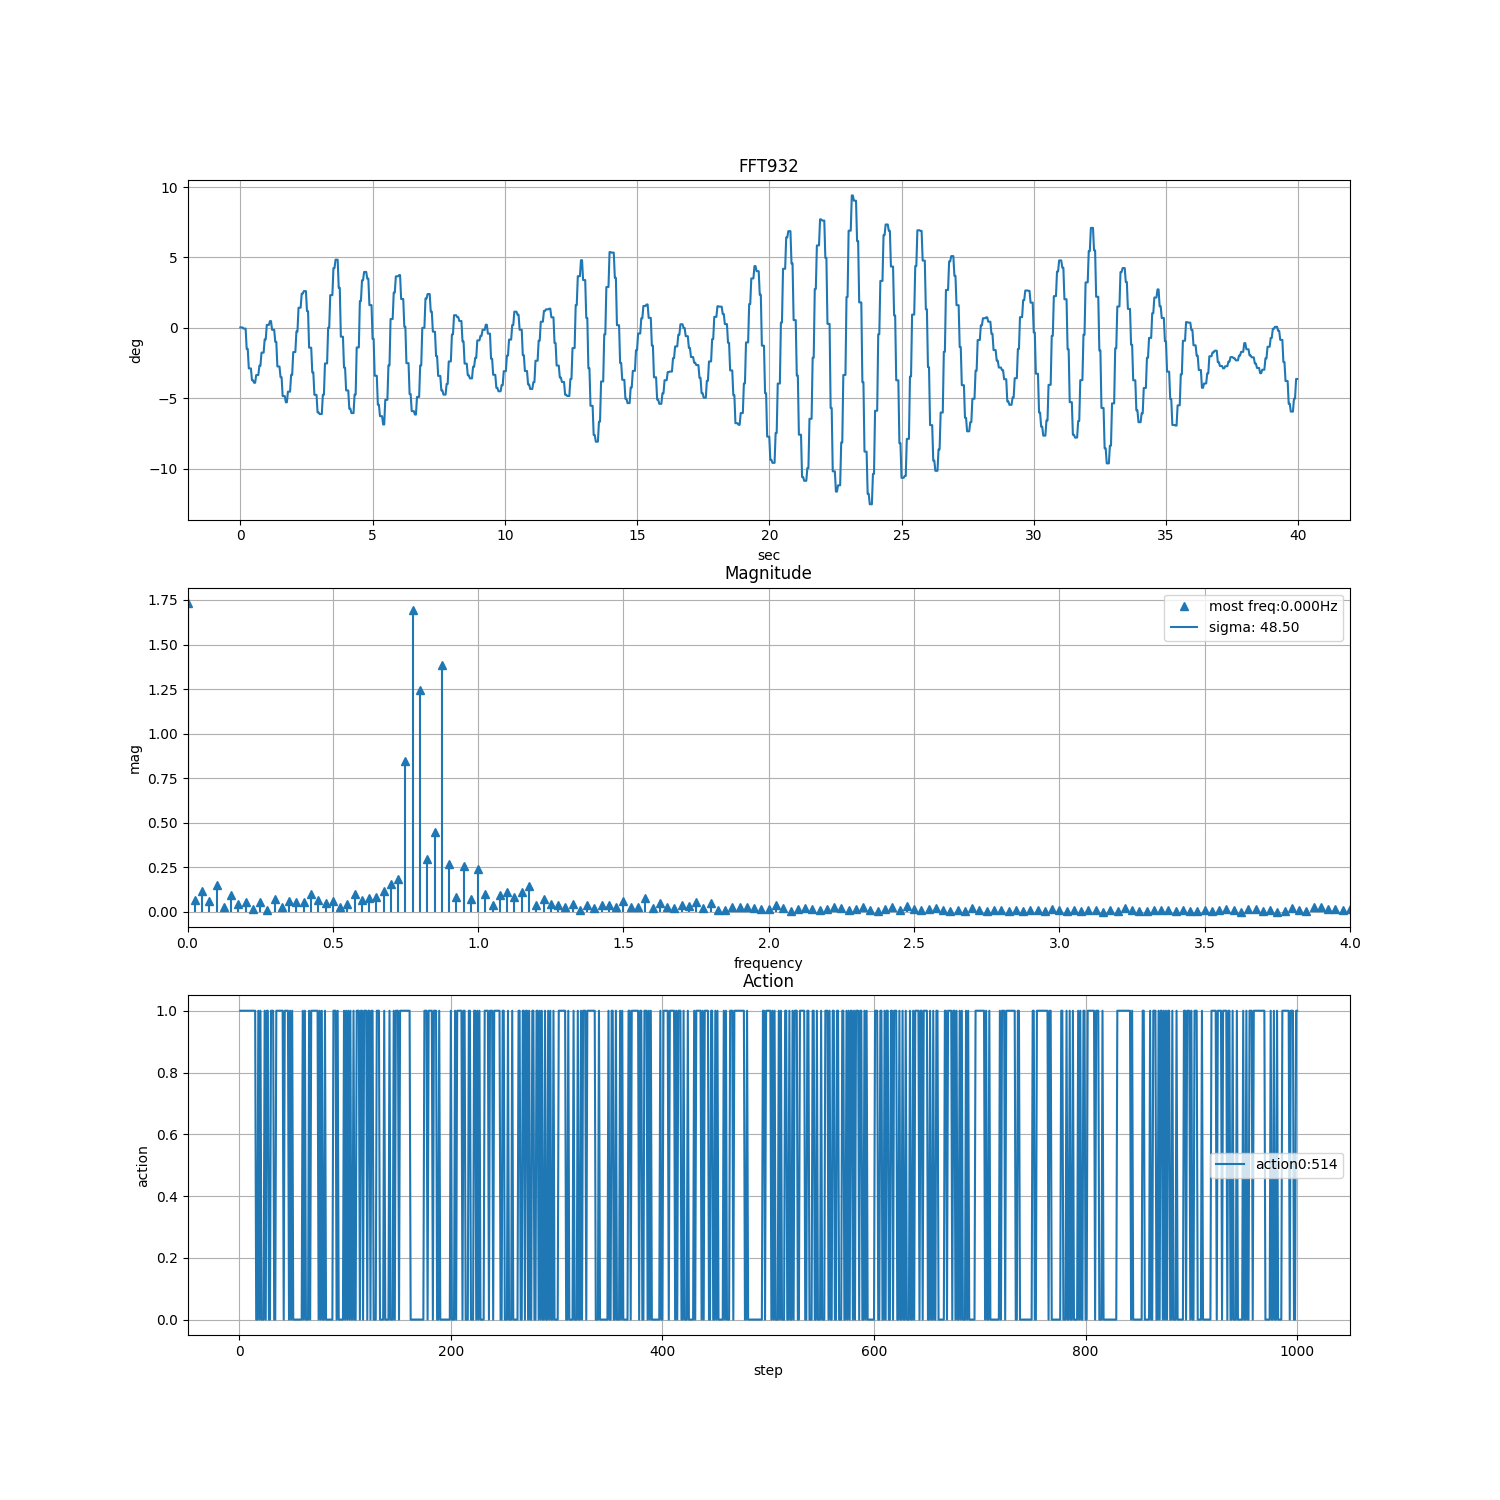 FFT932
10
5
0
−5
−10
deg
0 5 10 15 20 25 30 35 40
sec
Magnitude
1.75
1.50
1.25
1.00
0.75
0.50
0.25
0.00
mag
most freq:0.000Hz
sigma: 48.50
0.0 0.5 1.0 1.5 2.0 2.5 3.0 3.5 4.0
frequency
Action
1.0
0.8
0.6
0.4
0.2
0.0
action
action0:514
0 200 400 600 800 1000
step